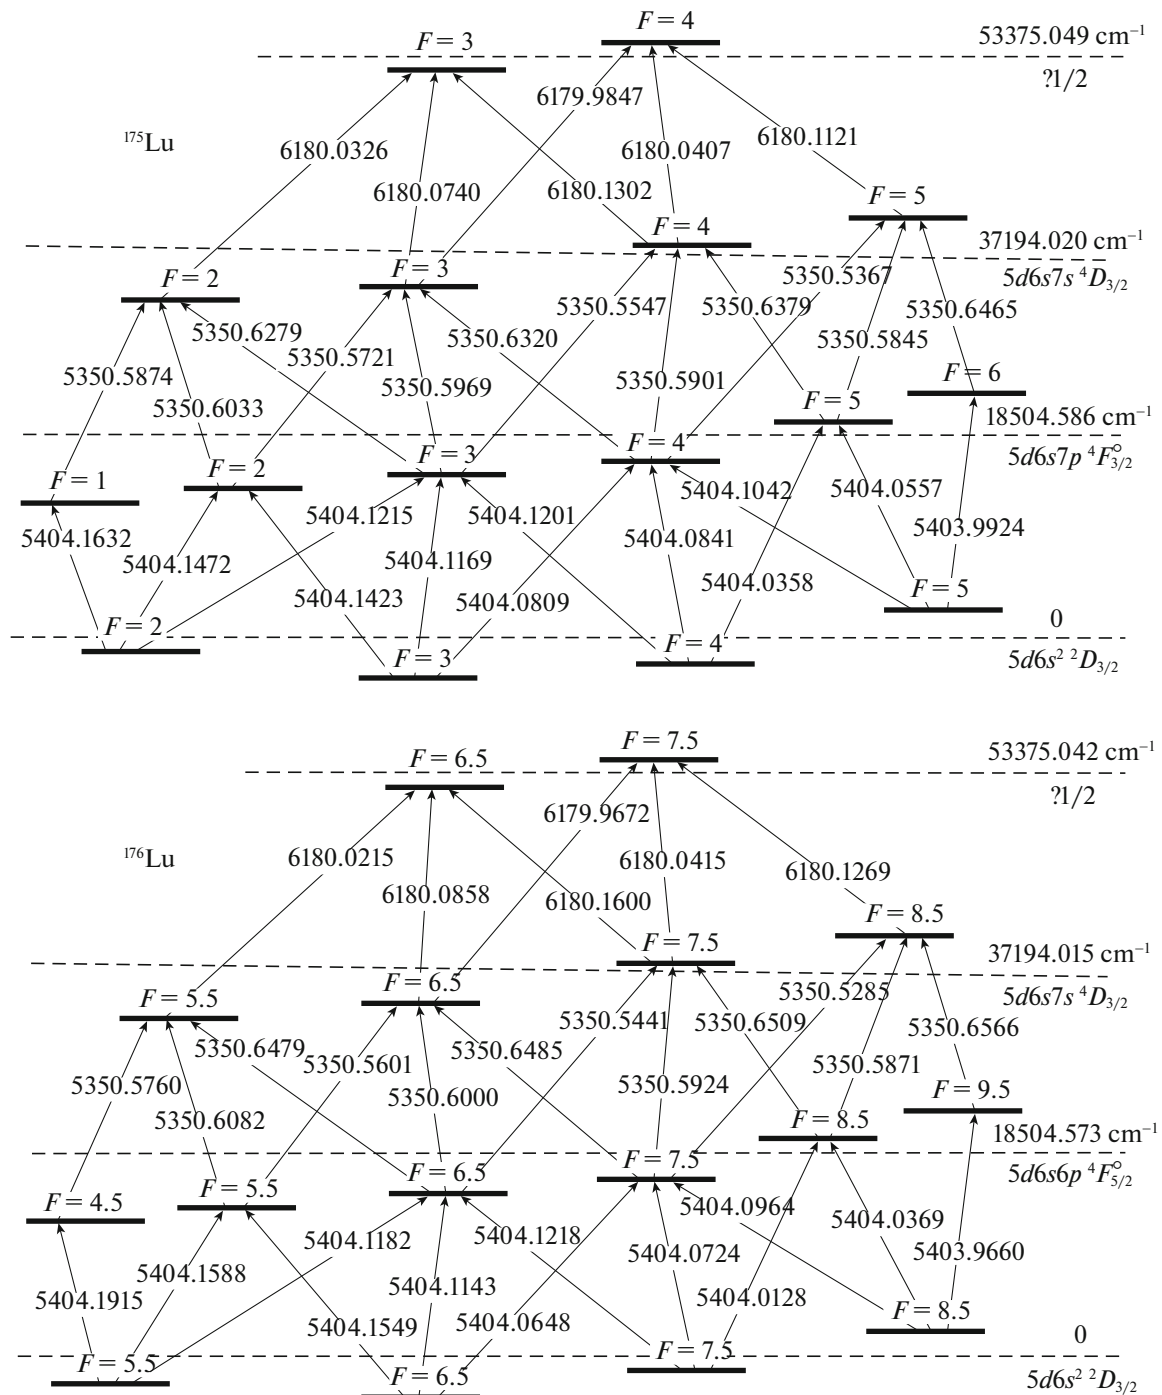 F = 3
F = 4
53375.049 cm⁻¹
?1/2
¹⁷⁵Lu
6179.9847
6180.0326
6180.0407
6180.1121
6180.0740
6180.1302
F = 5
F = 4
37194.020 cm⁻¹
F = 2
F = 3
5d6s7s ⁴D3/2
5350.6279
5350.5721
5350.6320
5350.5547
5350.6379
5350.5367
5350.5845
5350.6465
5350.5874
5350.6033
5350.5969
5350.5901
F = 6
F = 5
18504.586 cm⁻¹
F = 1
F = 2
F = 3
F = 4
5d6s7p ⁴F°3/2
5404.1632
5404.1472
5404.1215
5404.1201
5404.1042
5404.0557
5403.9924
5404.1423
5404.1169
5404.0809
5404.0841
5404.0358
F = 5
0
F = 2
F = 3
F = 4
5d6s² ²D3/2
F = 6.5
F = 7.5
53375.042 cm⁻¹
?1/2
¹⁷⁶Lu
6179.9672
6180.0215
6180.0415
6180.1269
6180.0858
6180.1600
F = 8.5
F = 7.5
37194.015 cm⁻¹
F = 5.5
F = 6.5
5d6s7s ⁴D3/2
5350.6479
5350.5601
5350.6485
5350.5441
5350.6509
5350.5285
5350.5871
5350.6566
5350.5760
5350.6082
5350.6000
5350.5924
F = 9.5
F = 8.5
18504.573 cm⁻¹
F = 4.5
F = 5.5
F = 6.5
F = 7.5
5d6s6p ⁴F°5/2
5404.1915
5404.1588
5404.1182
5404.1218
5404.0964
5404.0369
5403.9660
5404.1549
5404.1143
5404.0648
5404.0724
5404.0128
F = 8.5
0
F = 5.5
F = 6.5
F = 7.5
5d6s² ²D3/2